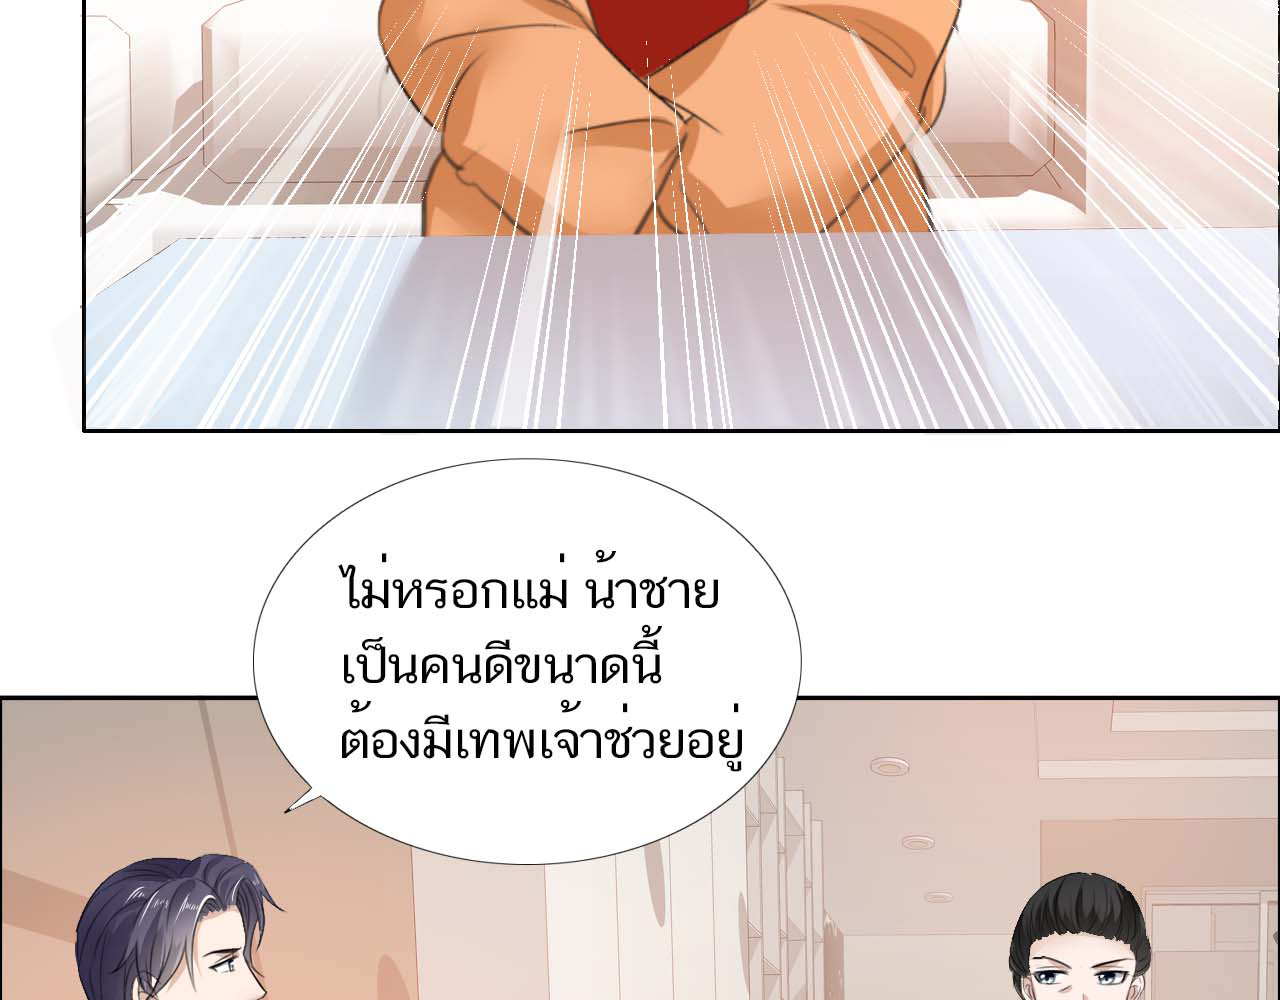 ไม่หรอกแม่ น้าชาย
เป็นคนดีขนาดนี้
ต้องมีเทพเจ้าช่วยอยู่